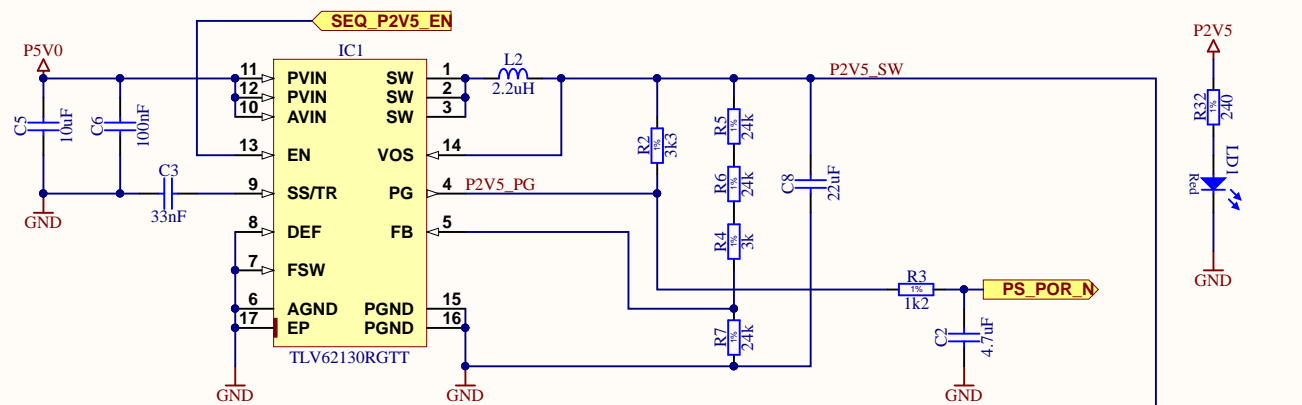 SEQ_P2V5_EN
P5V0
IC1
11 PVIN SW 1
12 PVIN SW 2
10 AVIN SW 3
13 EN VOS 14
9 SS/TR PG 4
8 DEF FB 5
7 FSW
6 AGND PGND 15
17 EP PGND 16
TLV62130RGTT
C5 10uF
C6 100nF
C3
33nF
GND
GND
GND
L2
2.2uH
P2V5_SW
P2V5_PG
R2 1% 3k3
R5 1% 24k
R6 1% 24k
R4 1% 3k
R7 1% 24k
C8 22uF
R3
1%
1k2
PS_POR_N
C2 4.7uF
GND
P2V5
R32 1% 240
LD1
Red
GND